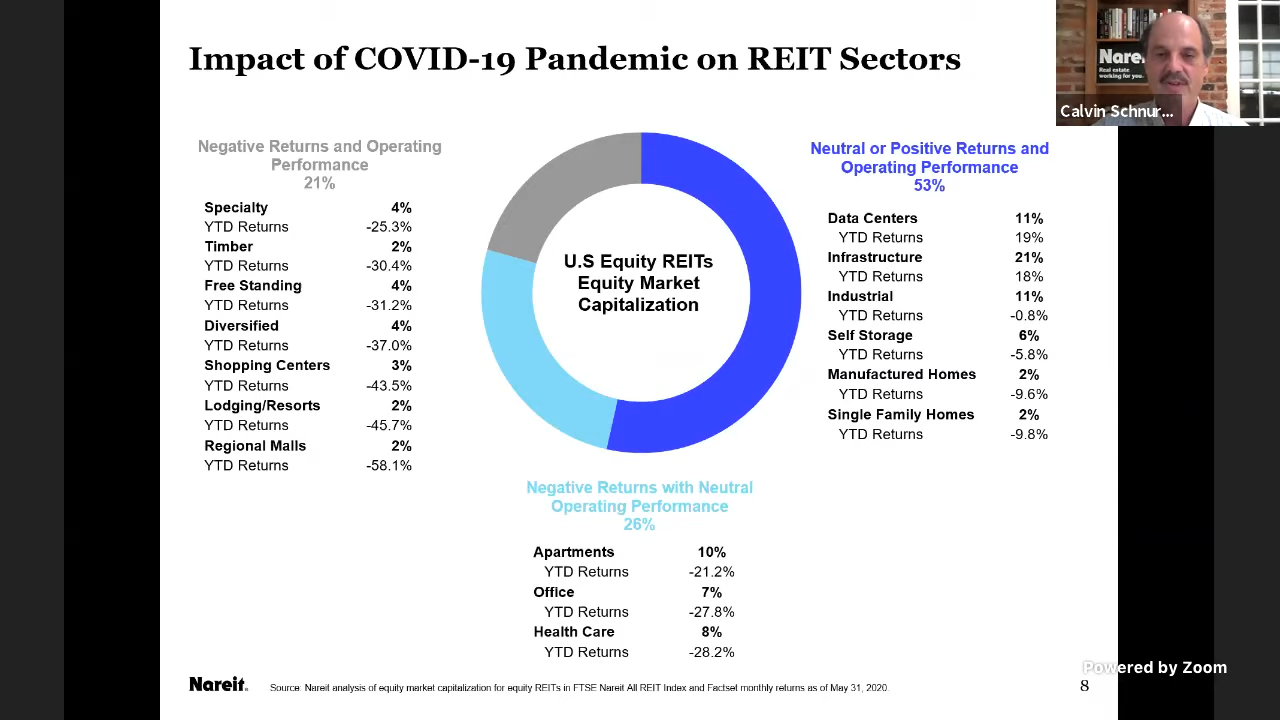 Impact of COVID-19 Pandemic on REIT Sectors
Nareit
Real estate
working for you.
Calvin Schnur...
Negative Returns and Operating
Performance
21%
Specialty 4%
YTD Returns -25.3%
Timber 2%
YTD Returns -30.4%
Free Standing 4%
YTD Returns -31.2%
Diversified 4%
YTD Returns -37.0%
Shopping Centers 3%
YTD Returns -43.5%
Lodging/Resorts 2%
YTD Returns -45.7%
Regional Malls 2%
YTD Returns -58.1%
U.S Equity REITs
Equity Market
Capitalization
Neutral or Positive Returns and
Operating Performance
53%
Data Centers 11%
YTD Returns 19%
Infrastructure 21%
YTD Returns 18%
Industrial 11%
YTD Returns -0.8%
Self Storage 6%
YTD Returns -5.8%
Manufactured Homes 2%
YTD Returns -9.6%
Single Family Homes 2%
YTD Returns -9.8%
Negative Returns with Neutral
Operating Performance
26%
Apartments 10%
YTD Returns -21.2%
Office 7%
YTD Returns -27.8%
Health Care 8%
YTD Returns -28.2%
Powered by Zoom
Nareit.
Source: Nareit analysis of equity market capitalization for equity REITs in FTSE Nareit All REIT Index and Factset monthly returns as of May 31, 2020.
8